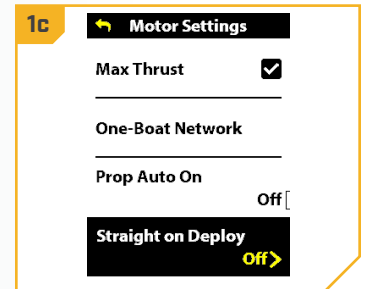 1c
Motor Settings
Max Thrust
One-Boat Network
Prop Auto On
Off
Straight on Deploy
Off